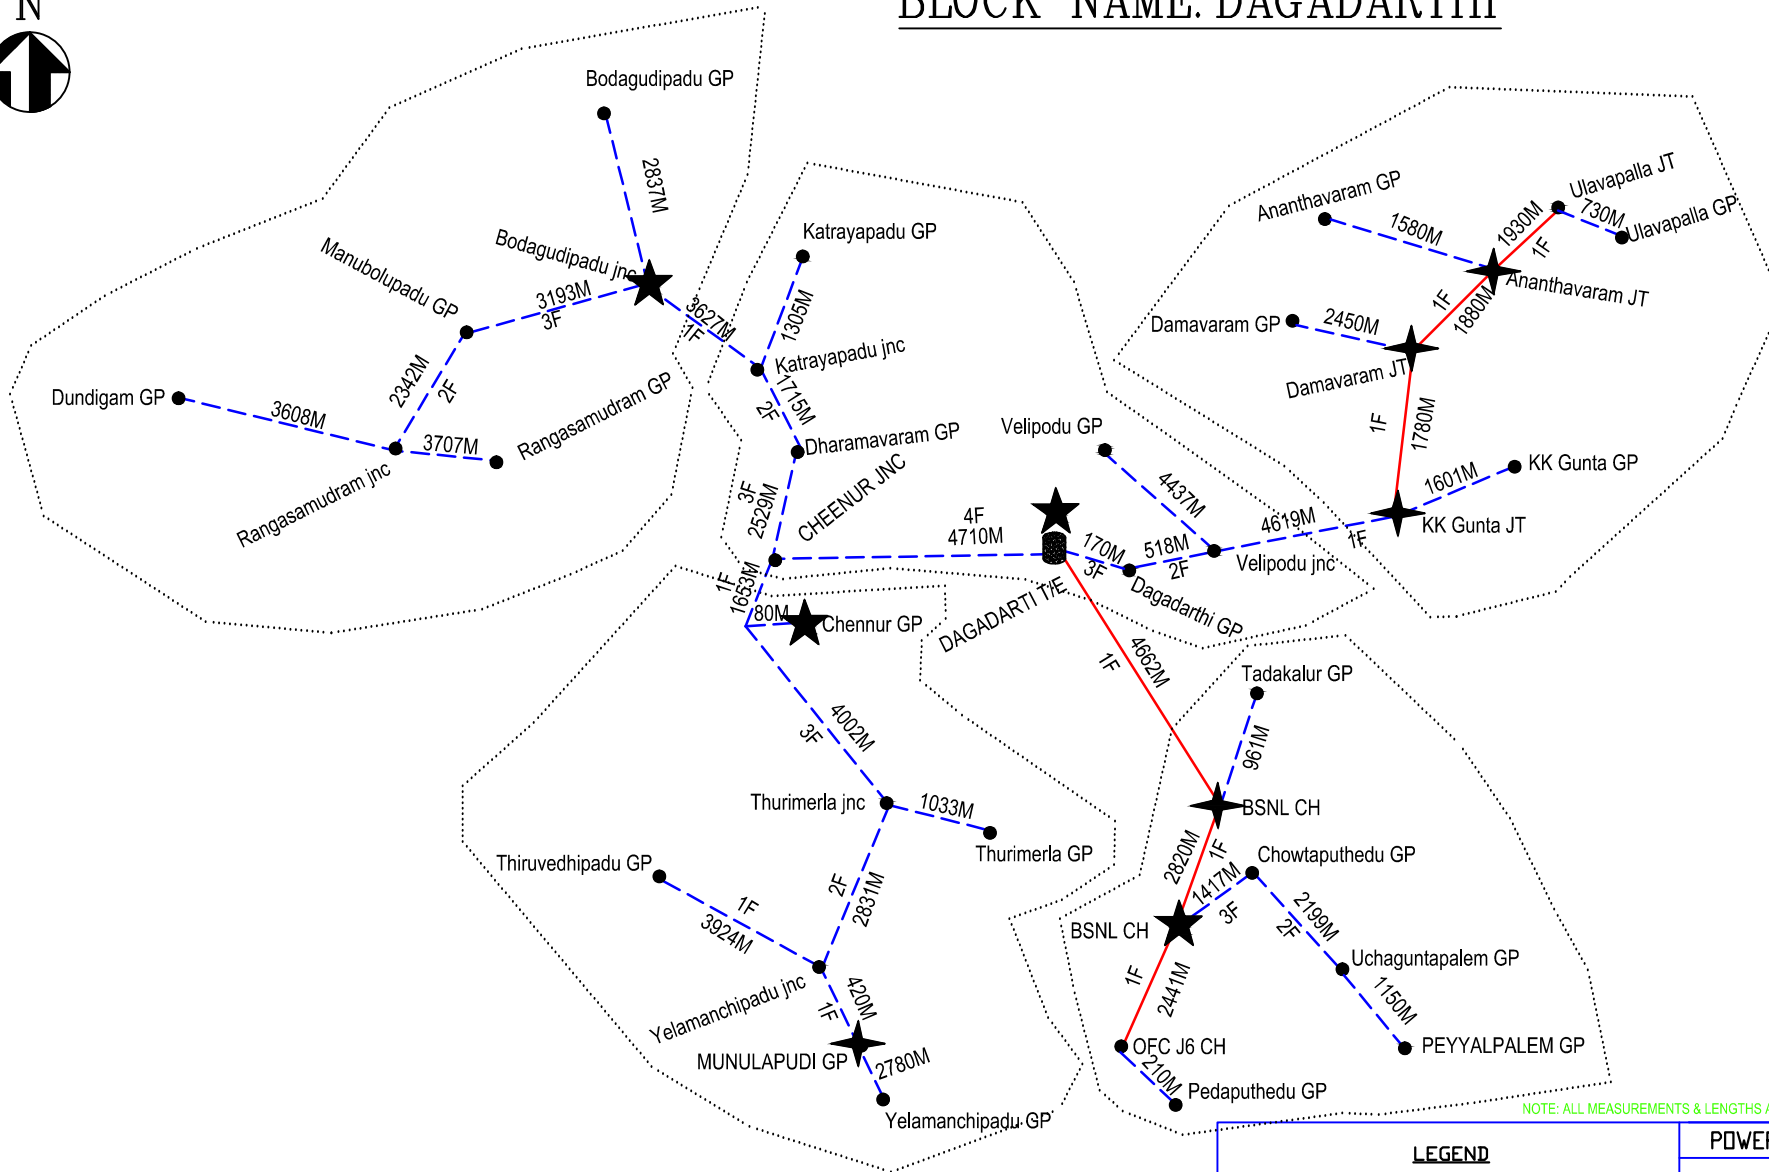 N
BLOCK NAME: DAGADARTHI
Bodagudipadu GP
2837M
Bodagudipadu jnc
Manubolupadu GP
3193M
3F
3627M
1F
2342M
2F
Dundigam GP
3608M
3707M
Rangasamudram GP
Rangasamudram jnc
Katrayapadu GP
1305M
Katrayapadu jnc
1715M
2F
Dharamavaram GP
3F
2529M
CHEENUR JNC
4F
4710M
1F
1653M
80M
Chennur GP
DAGADARTI T/E
170M
3F
Dagadarthi GP
518M
2F
Velipodu GP
4437M
Velipodu jnc
4619M
1F
KK Gunta JT
1601M
KK Gunta GP
1F
1780M
Damavaram JT
Damavaram GP
2450M
1F
1880M
Ananthavaram JT
Ananthavaram GP
1580M
1930M
1F
Ulavapalla JT
730M
Ulavapalla GP
4662M
1F
Tadakalur GP
961M
BSNL CH
2820M
1F
Chowtaputhedu GP
1417M
3F
BSNL CH
2199M
2F
Uchaguntapalem GP
1150M
PEYYALPALEM GP
1F
2441M
OFC J6 CH
210M
Pedaputhedu GP
4002M
3F
Thurimerla jnc
1033M
Thurimerla GP
2F
2831M
Thiruvedhipadu GP
1F
3924M
Yelamanchipadu jnc
420M
1F
MUNULAPUDI GP
2780M
Yelamanchipadu GP
NOTE: ALL MEASUREMENTS & LENGTHS A
LEGEND
POWER